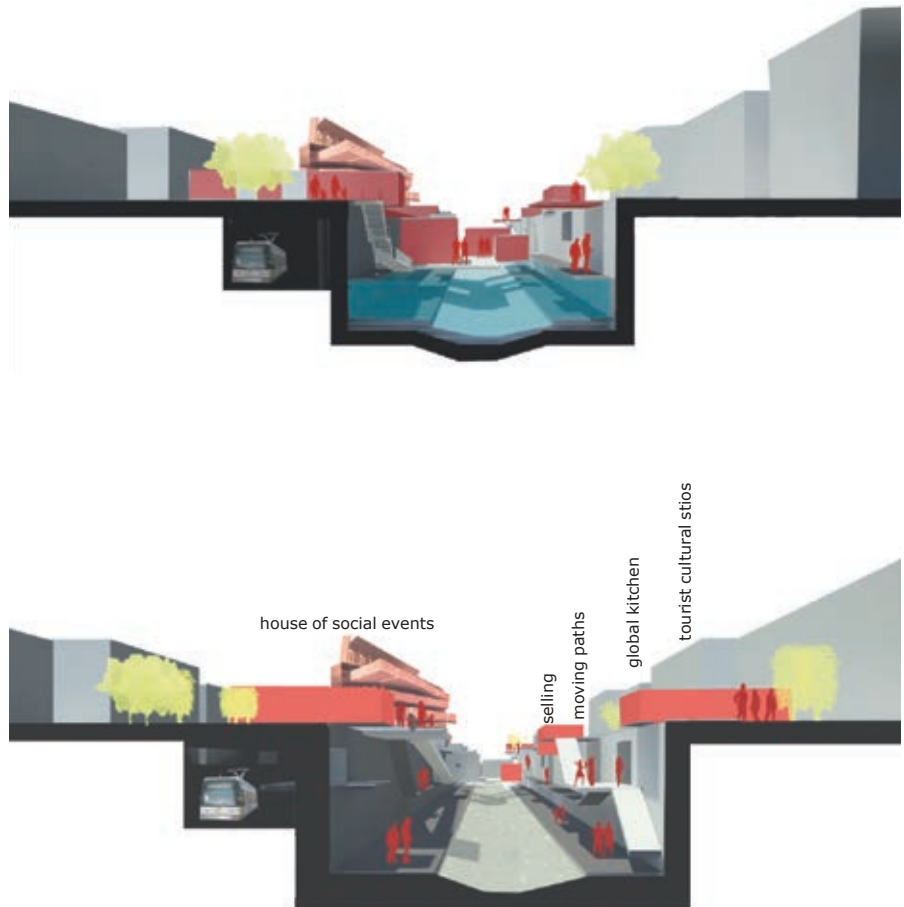 house of social events
selling
moving paths
global kitchen
tourist cultural stios